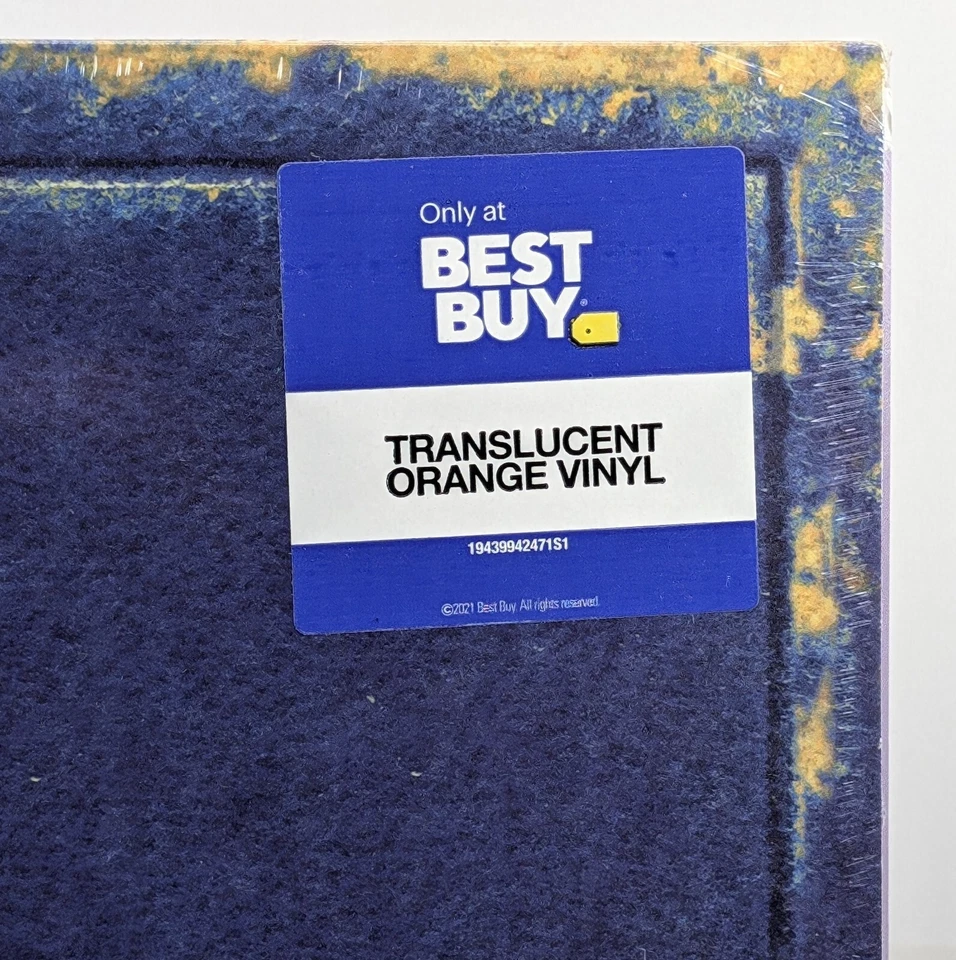 Only at
BEST
BUY®
TRANSLUCENT
ORANGE VINYL
19439942471S1
©2021 Best Buy. All rights reserved.